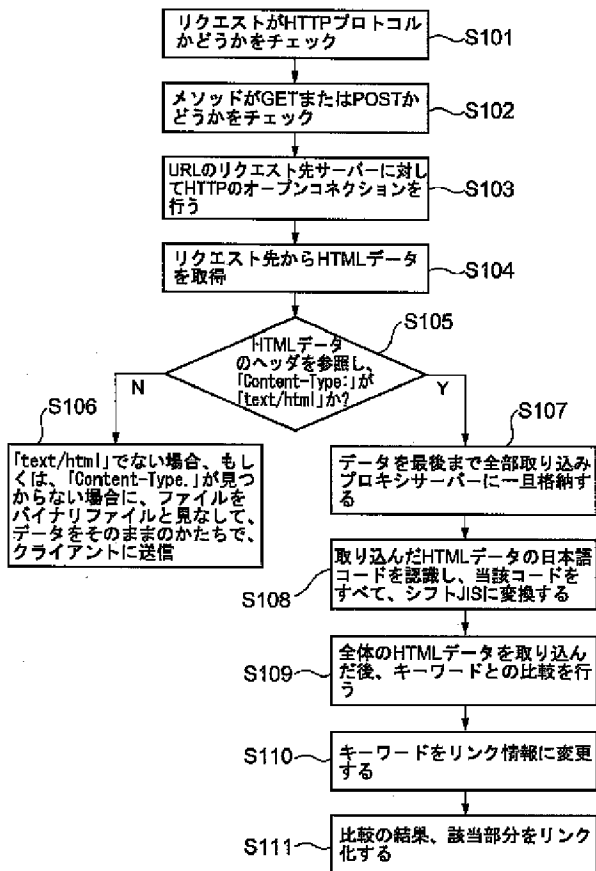 リクエストがHTTPプロトコル
かどうかをチェック
S101
メソッドがGETまたはPOSTか
どうかをチェック
S102
URLのリクエスト先サーバーに対し
てHTTPのオープンコネクションを
行う
S103
リクエスト先からHTMLデータ
を取得
S104
S105
HTMLデータ
のヘッダを参照し、
「Content-Type:」が
「text/html」か?
N
Y
S106
「text/html」でない場合、もし
くは、「Content-Type.」が見つ
からない場合に、ファイルを
バイナリファイルと見なして、
データをそのままのかたちで、
クライアントに送信
S107
データを最後まで全部取り込み
プロキシサーバーに一旦格納す
る
取り込んだHTMLデータの日本語
コードを認識し、当該コードを
すべて、シフトJISに変換する
S108
全体のHTMLデータを取り込ん
だ後、キーワードとの比較を行
う
S109
キーワードをリンク情報に変更
する
S110
比較の結果、該当部分をリンク
化する
S111